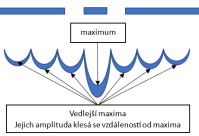 maximum
Vedlejší maxima
Jejich amplituda klesá se vzdáleností od maxima